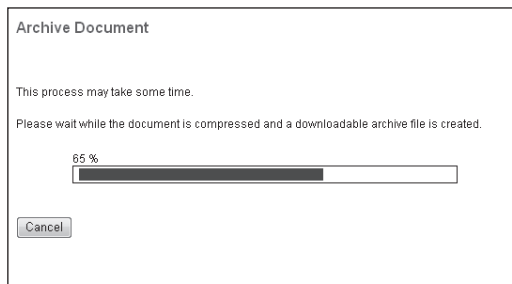 Archive Document
This process may take some time.
Please wait while the document is compressed and a downloadable archive file is created.
65 %
Cancel